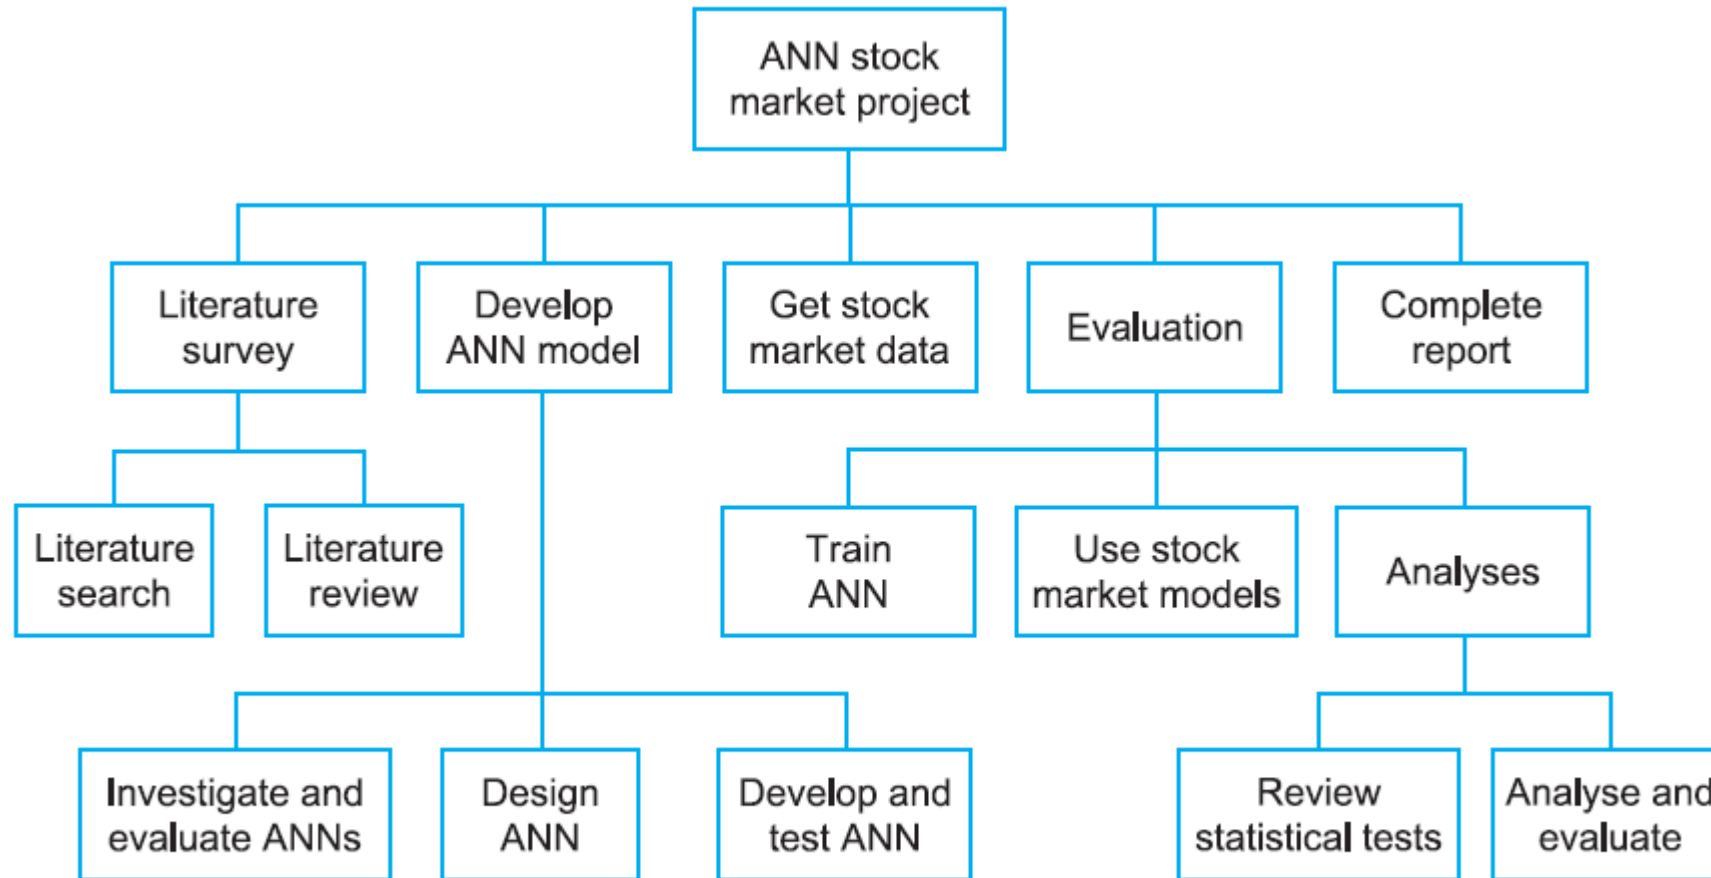 ANN stock
market project
Literature
survey
Develop
ANN model
Get stock
market data
Evaluation
Complete
report
Literature
search
Literature
review
Train
ANN
Use stock
market models
Analyses
Investigate and
evaluate ANNs
Design
ANN
Develop and
test ANN
Review
statistical tests
Analyse and
evaluate